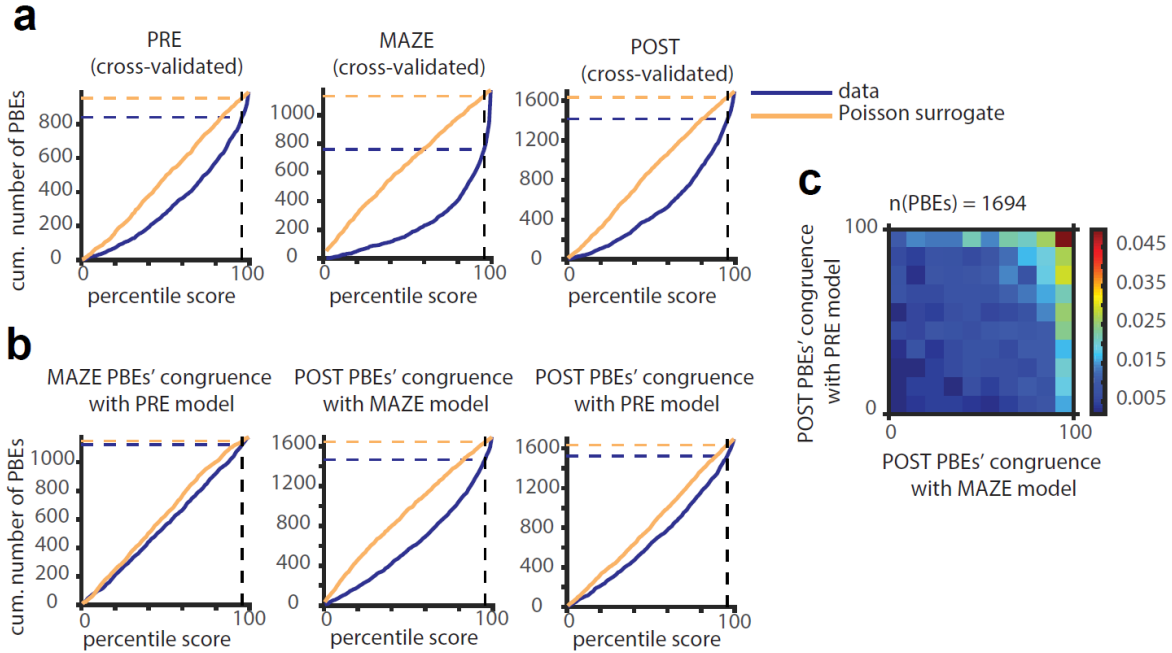 a
PRE
(cross-validated)
MAZE
(cross-validated)
POST
(cross-validated)
data
Poisson surrogate
cum. number of PBEs
800
600
400
200
0
0
100
percentile score
1000
800
600
400
200
0
0
100
percentile score
1600
1200
800
400
0
0
100
percentile score
c
n(PBEs) = 1694
100
0
0
100
POST PBEs' congruence
with PRE model
POST PBEs' congruence
with MAZE model
0.045
0.035
0.025
0.015
0.005
b
MAZE PBEs' congruence
with PRE model
POST PBEs' congruence
with MAZE model
POST PBEs' congruence
with PRE model
cum. number of PBEs
1000
800
600
400
200
0
0
100
percentile score
1600
1200
800
400
0
0
100
percentile score
1600
1200
800
400
0
0
100
percentile score